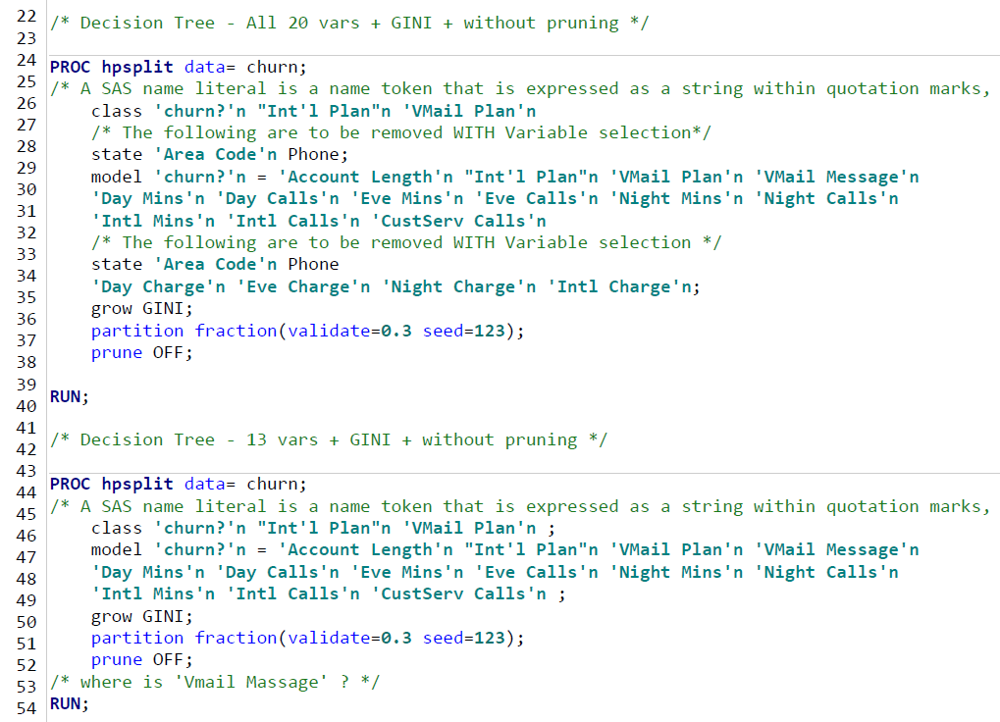 22 /* Decision Tree - All 20 vars + GINI + without pruning */
23
24 PROC hpsplit data= churn;
25 /* A SAS name literal is a name token that is expressed as a string within quotation marks,
26 class 'churn?'n "Int'l Plan"n 'VMail Plan'n
27 /* The following are to be removed WITH Variable selection*/
28 state 'Area Code'n Phone;
29 model 'churn?'n = 'Account Length'n "Int'l Plan"n 'VMail Plan'n 'VMail Message'n
30 'Day Mins'n 'Day Calls'n 'Eve Mins'n 'Eve Calls'n 'Night Mins'n 'Night Calls'n
31 'Intl Mins'n 'Intl Calls'n 'CustServ Calls'n
32 /* The following are to be removed WITH Variable selection */
33 state 'Area Code'n Phone
34 'Day Charge'n 'Eve Charge'n 'Night Charge'n 'Intl Charge'n;
35 grow GINI;
36 partition fraction(validate=0.3 seed=123);
37 prune OFF;
38
39 RUN;
40
41 /* Decision Tree - 13 vars + GINI + without pruning */
42
43
44 PROC hpsplit data= churn;
45 /* A SAS name literal is a name token that is expressed as a string within quotation marks,
46 class 'churn?'n "Int'l Plan"n 'VMail Plan'n ;
47 model 'churn?'n = 'Account Length'n "Int'l Plan"n 'VMail Plan'n 'VMail Message'n
48 'Day Mins'n 'Day Calls'n 'Eve Mins'n 'Eve Calls'n 'Night Mins'n 'Night Calls'n
49 'Intl Mins'n 'Intl Calls'n 'CustServ Calls'n ;
50 grow GINI;
51 partition fraction(validate=0.3 seed=123);
52 prune OFF;
53 /* where is 'Vmail Massage' ? */
54 RUN;